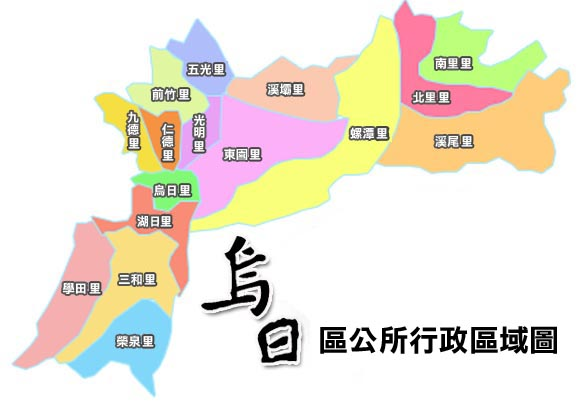 五光里
南里里
前竹里
溪壩里
北里里
九德里
仁德里
光明里
東園里
螺潭里
溪尾里
烏日里
湖日里
學田里
三和里
榮泉里
烏日
區公所行政區域圖